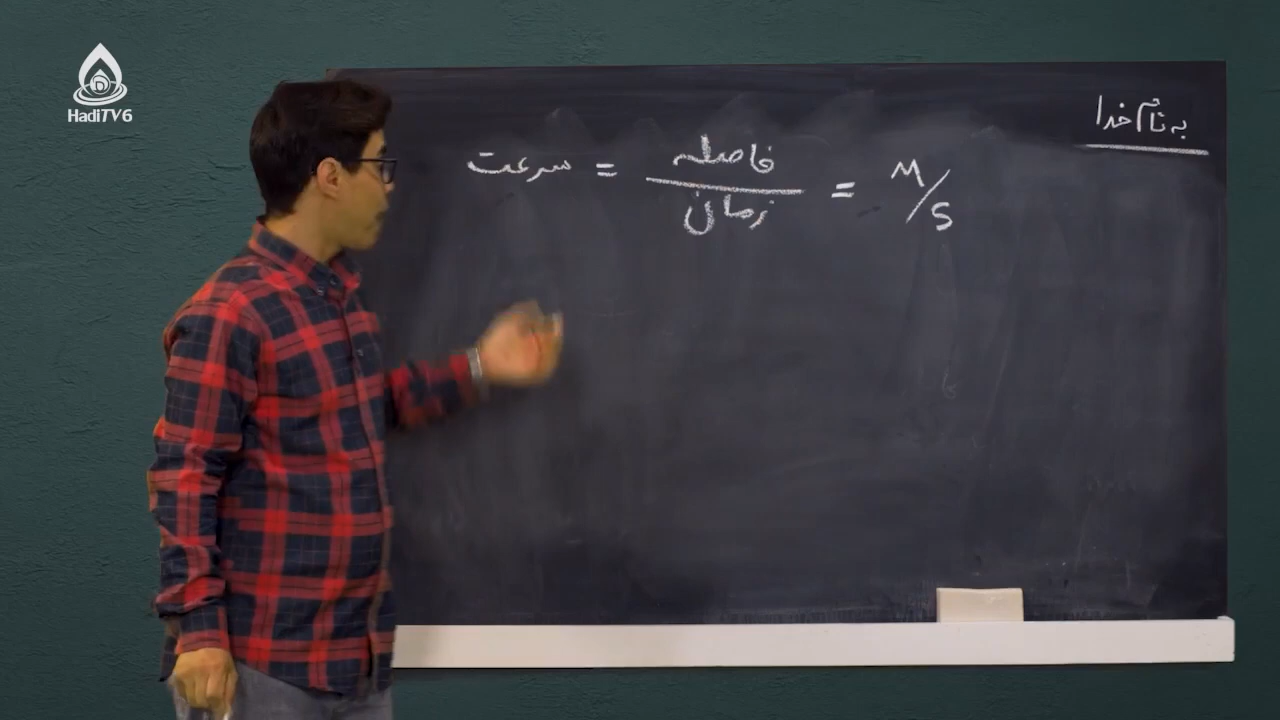 HadiTV6
به نام خدا
سرعت = فاصله / زمان = M/S